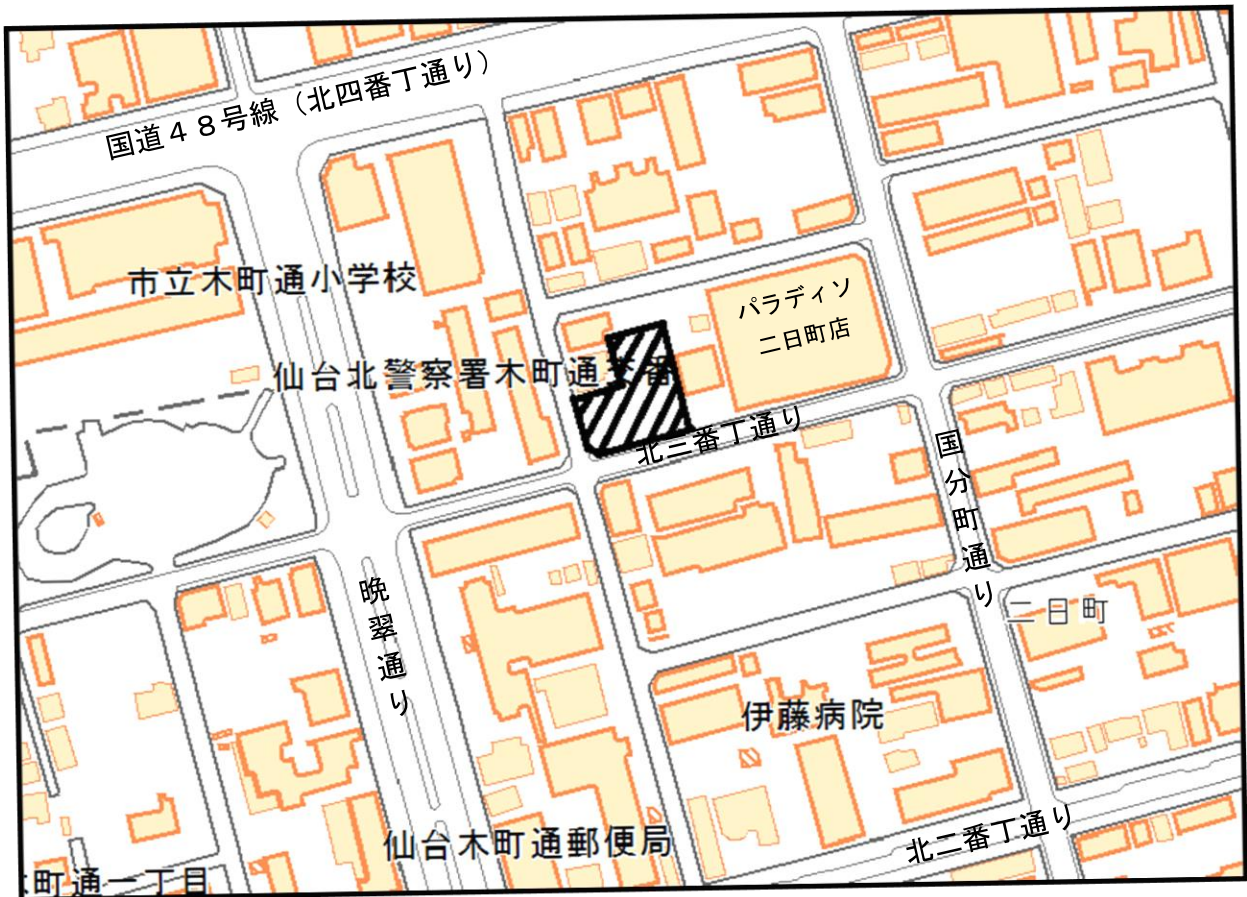 国道４８号線（北四番丁通り）
市立木町通小学校
パラディソ
二日町店
仙台北警察署木町通交番
北三番丁通り
国分町通り
晩翠通り
二日町
伊藤病院
仙台木町通郵便局
北二番丁通り
町通一丁目